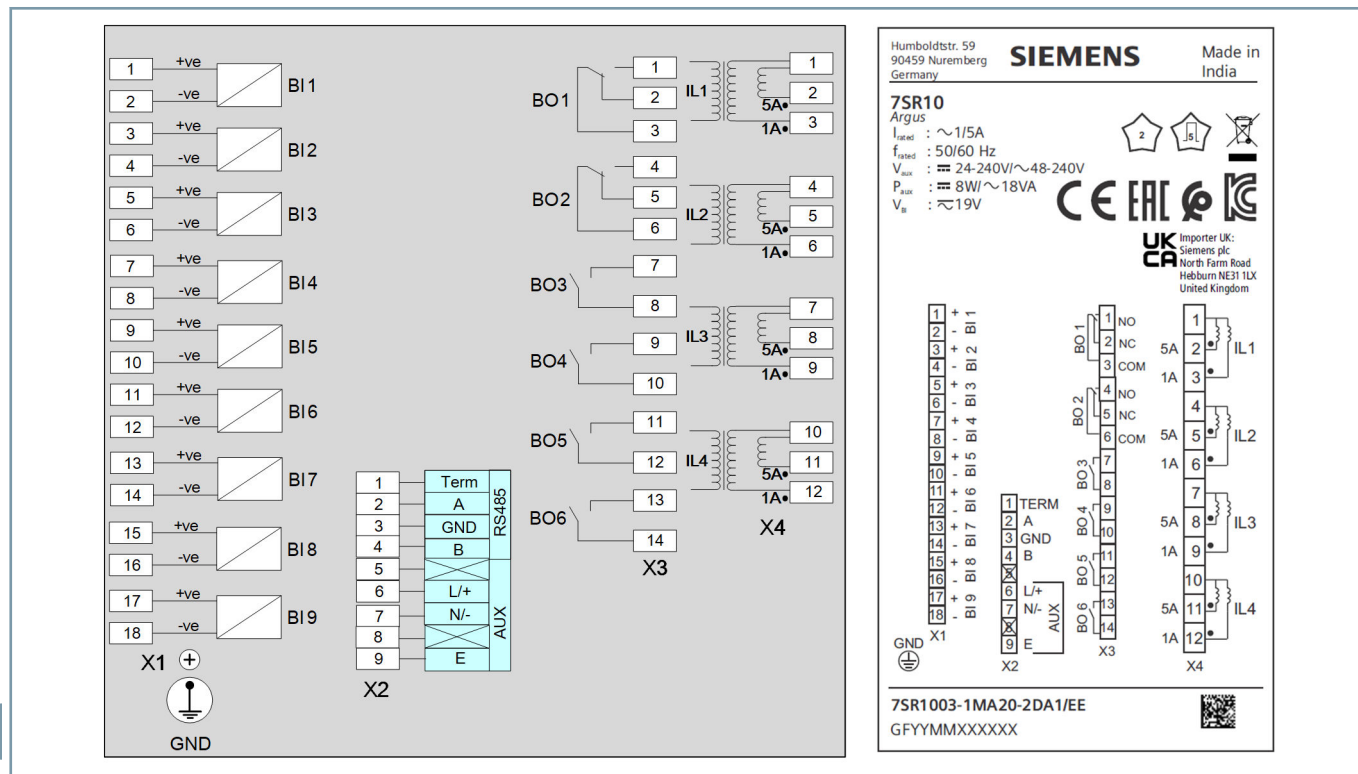 1 +ve
2 -ve
BI1
3 +ve
4 -ve
BI2
5 +ve
6 -ve
BI3
7 +ve
8 -ve
BI4
9 +ve
10 -ve
BI5
11 +ve
12 -ve
BI6
13 +ve
14 -ve
BI7
15 +ve
16 -ve
BI8
17 +ve
18 -ve
BI9
X1
GND
1 Term
2 A
3 GND
4 B
RS485
5
6 L/+
7 N/-
8
9 E
AUX
X2
BO1
1
2
3
BO2
4
5
6
BO3
7
8
BO4
9
10
BO5
11
12
BO6
13
14
X3
IL1
1
2
5A
1A 3
IL2
4
5
5A
1A 6
IL3
7
8
5A
1A 9
IL4
10
11
5A
1A 12
X4
Humboldtstr. 59
90459 Nuremberg
Germany
SIEMENS
Made in
India
7SR10
Argus
Irated : ~1/5A
frated : 50/60 Hz
Vaux : ⎓ 24-240V/~48-240V
Paux : ⎓ 8W/~18VA
VBI : ⏦19V
2
5
CE EAC
UK
CA
Importer UK:
Siemens plc
North Farm Road
Hebburn NE31 1LX
United Kingdom
1 +
2 -
BI 1
3 +
4 -
BI 2
5 +
6 -
BI 3
7 +
8 -
BI 4
9 +
10 -
BI 5
11 +
12 -
BI 6
13 +
14 -
BI 7
15 +
16 -
BI 8
17 +
18 -
BI 9
X1
GND
1 TERM
2 A
3 GND
4 B
5
6 L/+
7 N/-
8
9 E
AUX
X2
BO 1
1 NO
2 NC
3 COM
BO 2
4 NO
5 NC
6 COM
BO 3
7
8
BO 4
9
10
BO 5
11
12
BO 6
13
14
X3
1
5A 2
1A 3
IL1
4
5A 5
1A 6
IL2
7
5A 8
1A 9
IL3
10
5A 11
1A 12
IL4
X4
7SR1003-1MA20-2DA1/EE
GFYYMMXXXXXX